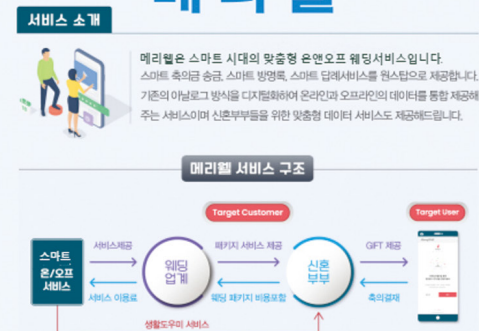 메리웰
서비스 소개
메리웰은 스마트 시대의 맞춤형 온앤오프 웨딩서비스입니다.
스마트 축의금 송금, 스마트 방명록, 스마트 답례서비스를 원스탑으로 제공합니다.
기존의 아날로그 방식을 디지털화하여 온라인과 오프라인의 데이터를 통합 제공해
주는 서비스이며 신혼부부들을 위한 맞춤형 데이터 서비스도 제공해드립니다.
메리웰 서비스 구조
Target Customer
Target User
스마트
온/오프
서비스
서비스제공
서비스 이용료
웨딩
업계
패키지 서비스 제공
웨딩 패키지 비용포함
신혼
부부
GIFT 제공
축의결재
생활도우미 서비스